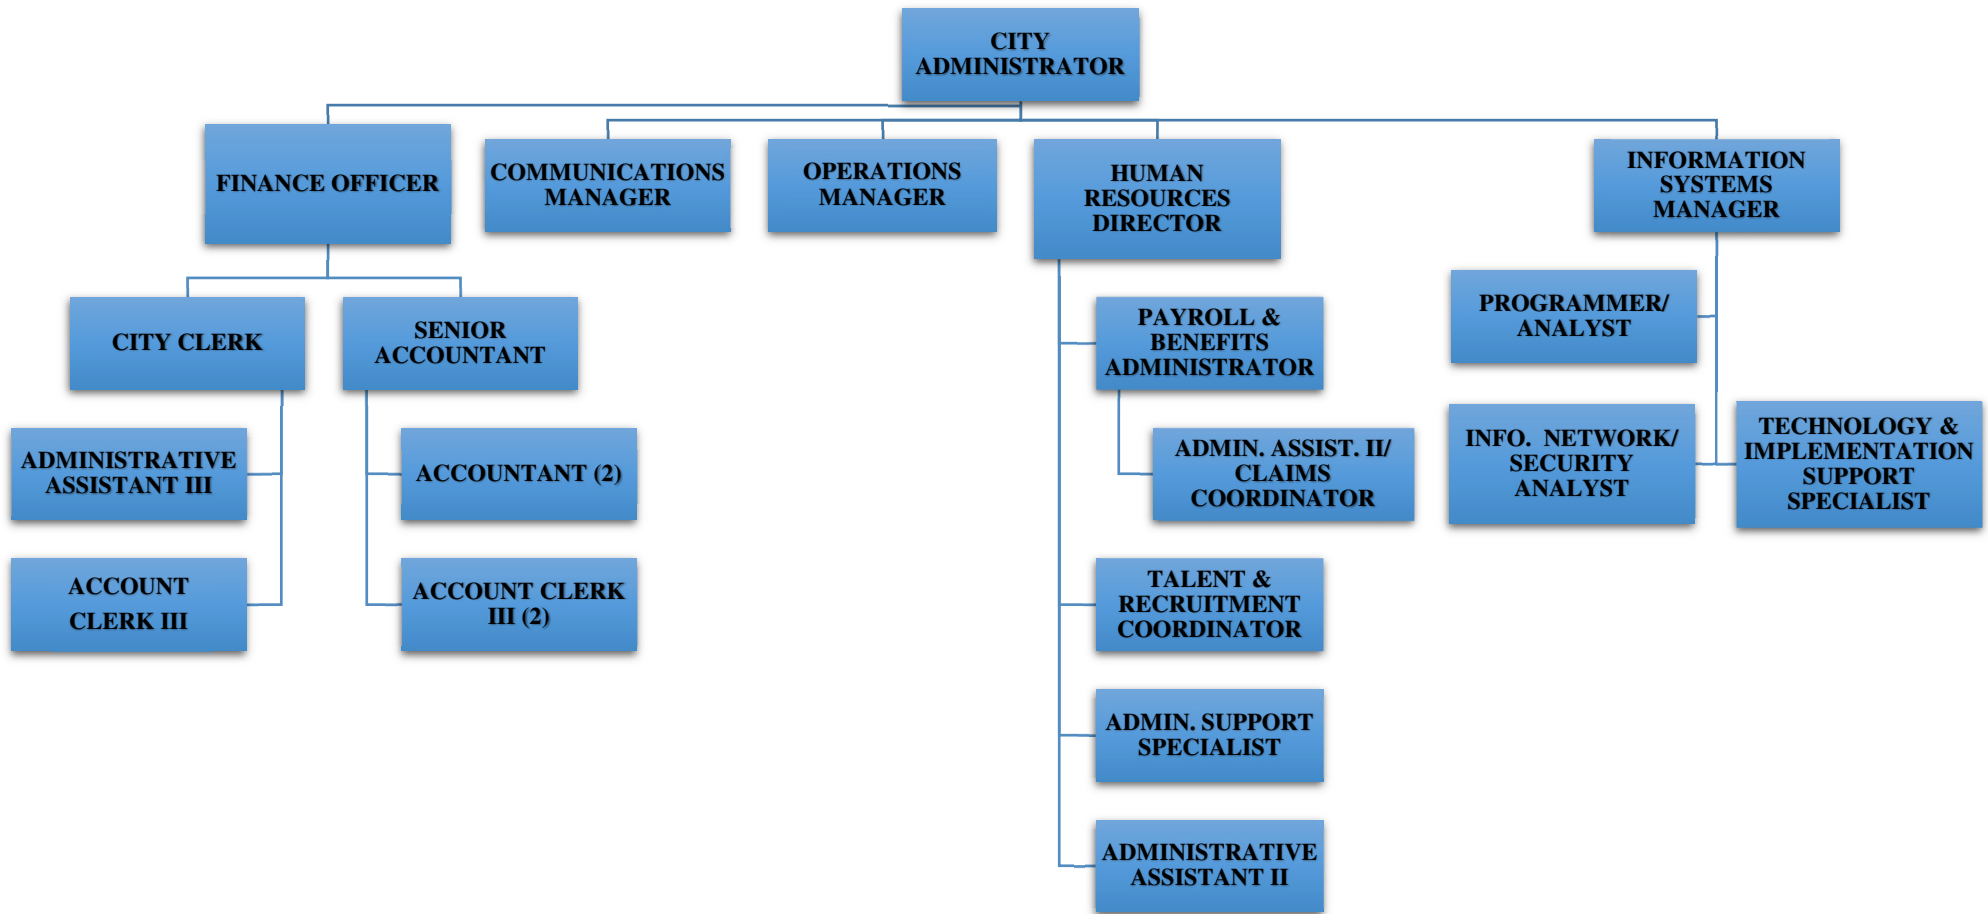 CITY
ADMINISTRATOR
FINANCE OFFICER
COMMUNICATIONS
MANAGER
OPERATIONS
MANAGER
HUMAN
RESOURCES
DIRECTOR
INFORMATION
SYSTEMS
MANAGER
CITY CLERK
SENIOR
ACCOUNTANT
PAYROLL &
BENEFITS
ADMINISTRATOR
PROGRAMMER/
ANALYST
ADMINISTRATIVE
ASSISTANT III
ACCOUNTANT (2)
ADMIN. ASSIST. II/
CLAIMS
COORDINATOR
INFO.  NETWORK/
SECURITY
ANALYST
TECHNOLOGY &
IMPLEMENTATION
SUPPORT
SPECIALIST
ACCOUNT
CLERK III
ACCOUNT CLERK
III (2)
TALENT &
RECRUITMENT
COORDINATOR
ADMIN. SUPPORT
SPECIALIST
ADMINISTRATIVE
ASSISTANT II